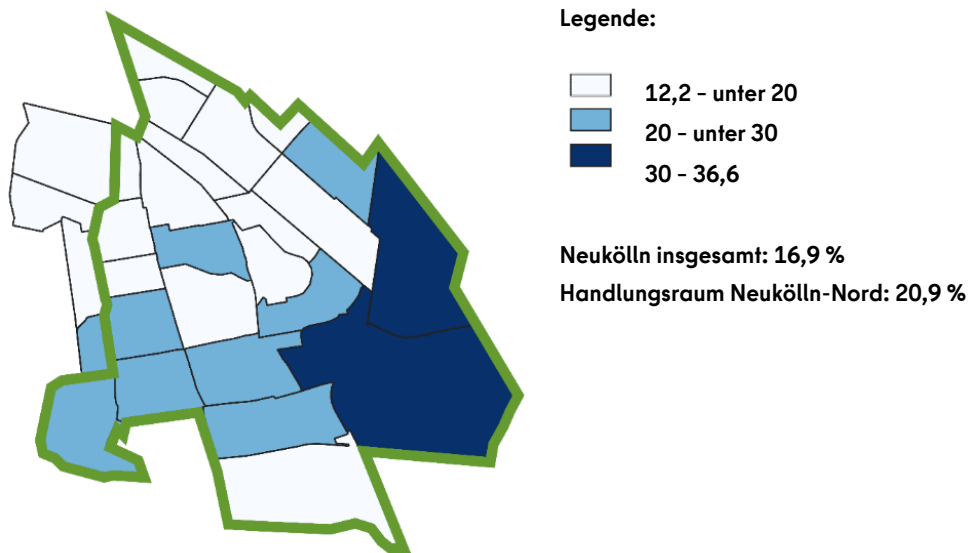 Legende:
12,2 – unter 20
20 – unter 30
30 – 36,6
Neukölln insgesamt: 16,9 %
Handlungsraum Neukölln-Nord: 20,9 %